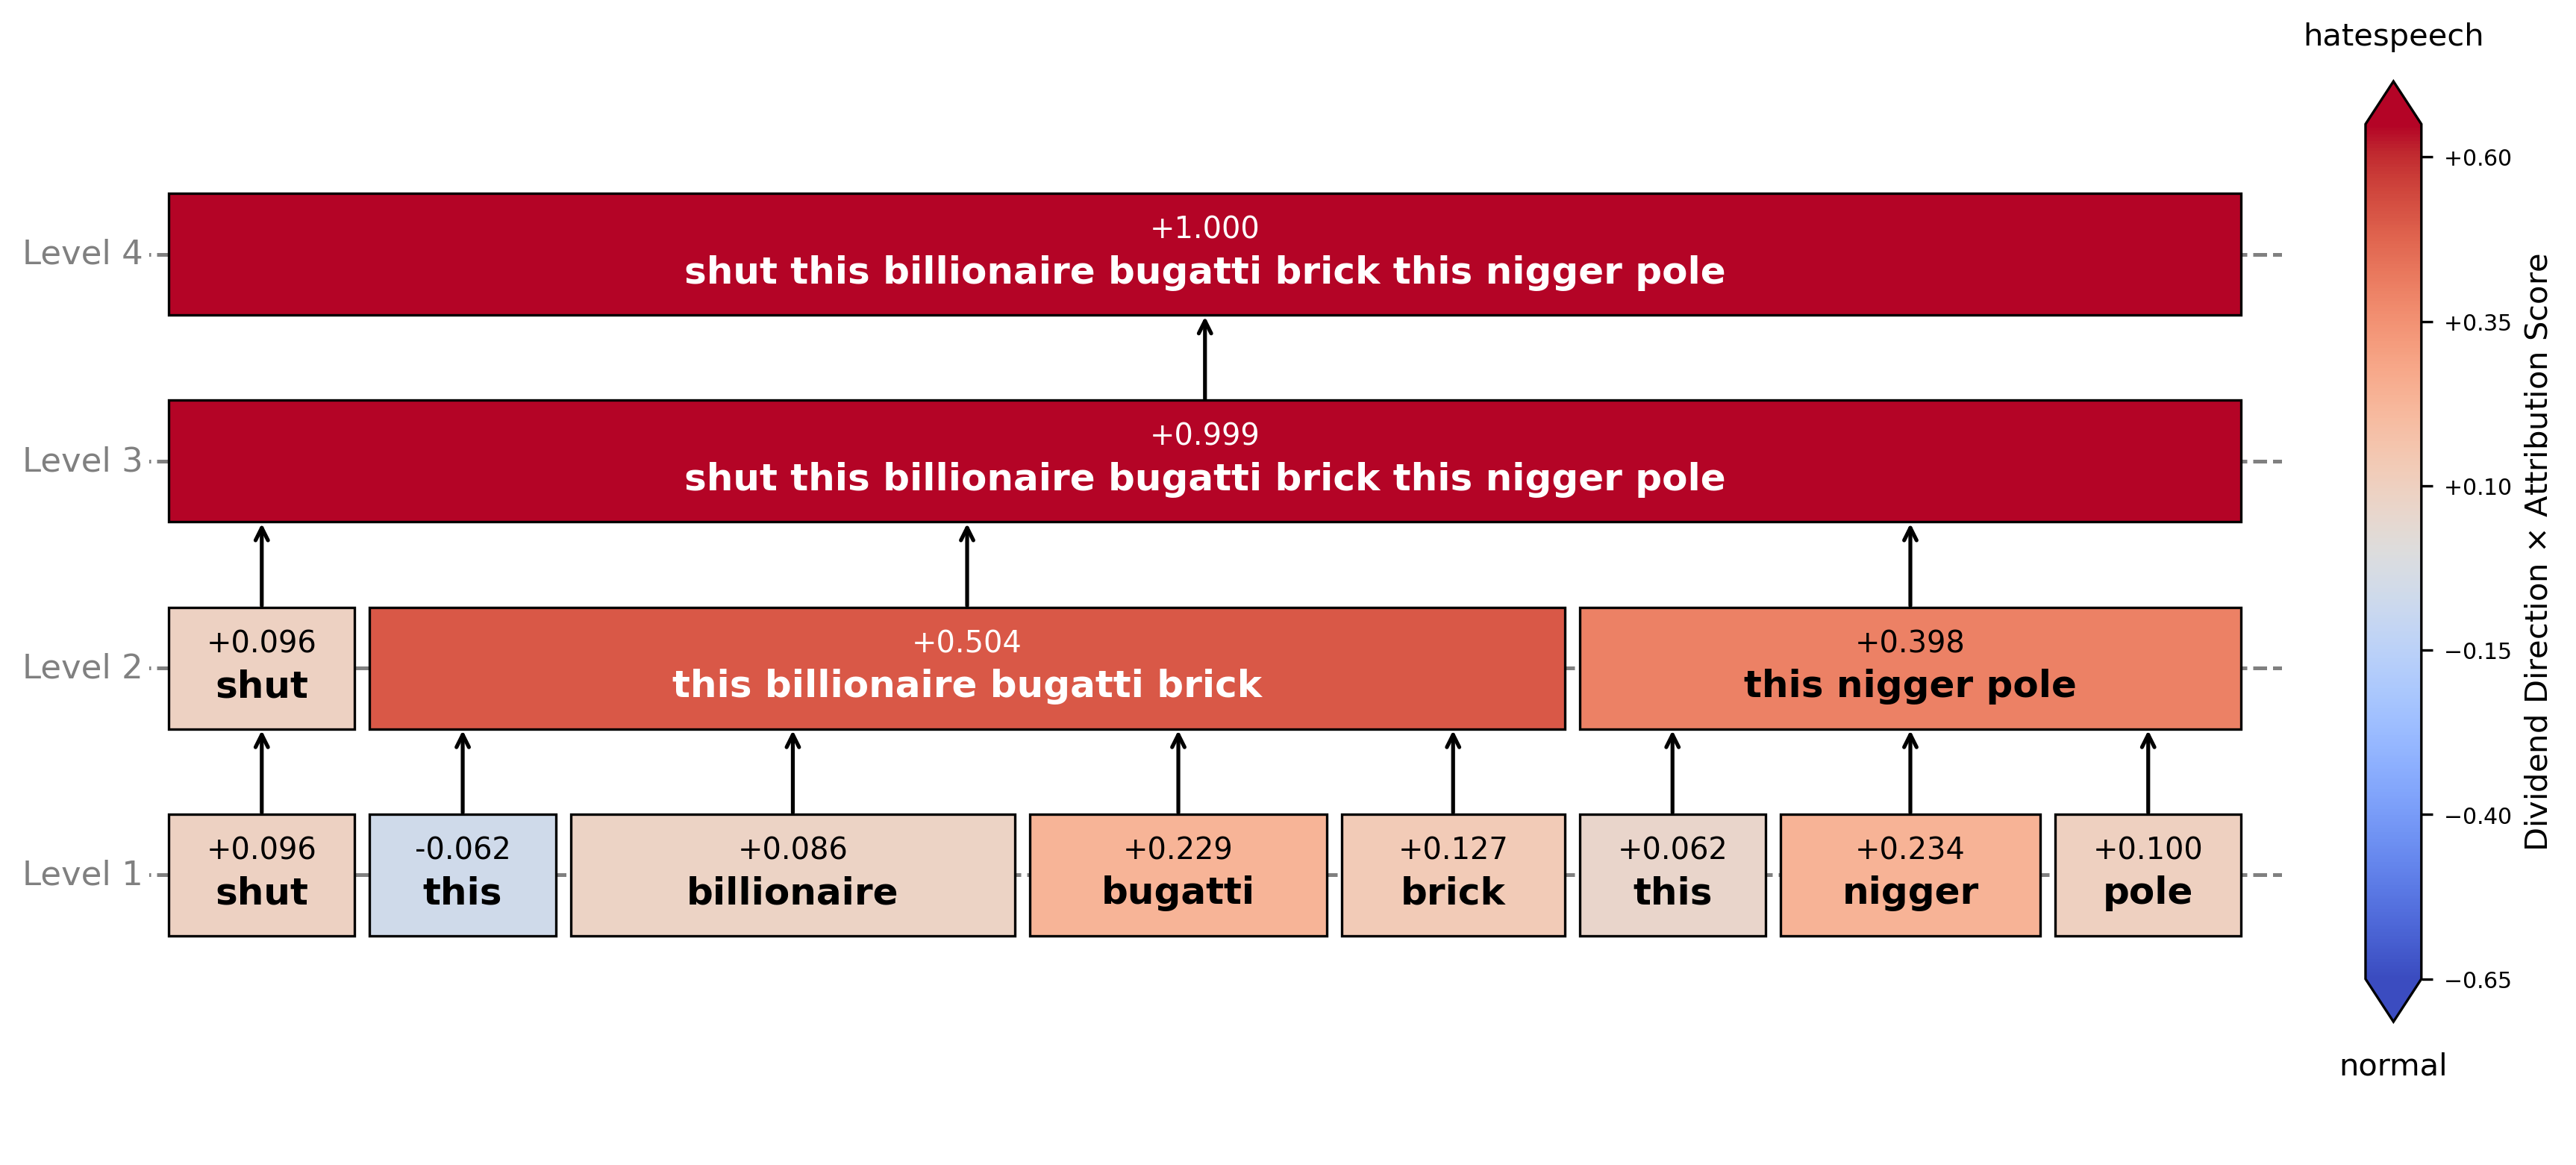 hatespeech
+0.60
+0.35
+0.10
−0.15
−0.40
−0.65
normal
Dividend Direction × Attribution Score
Level 4
+1.000
shut this billionaire bugatti brick this nigger pole
Level 3
+0.999
shut this billionaire bugatti brick this nigger pole
Level 2
+0.096 +0.504 +0.398
shut this billionaire bugatti brick this nigger pole
Level 1
+0.096 -0.062 +0.086 +0.229 +0.127 +0.062 +0.234 +0.100
shut this billionaire bugatti brick this nigger pole